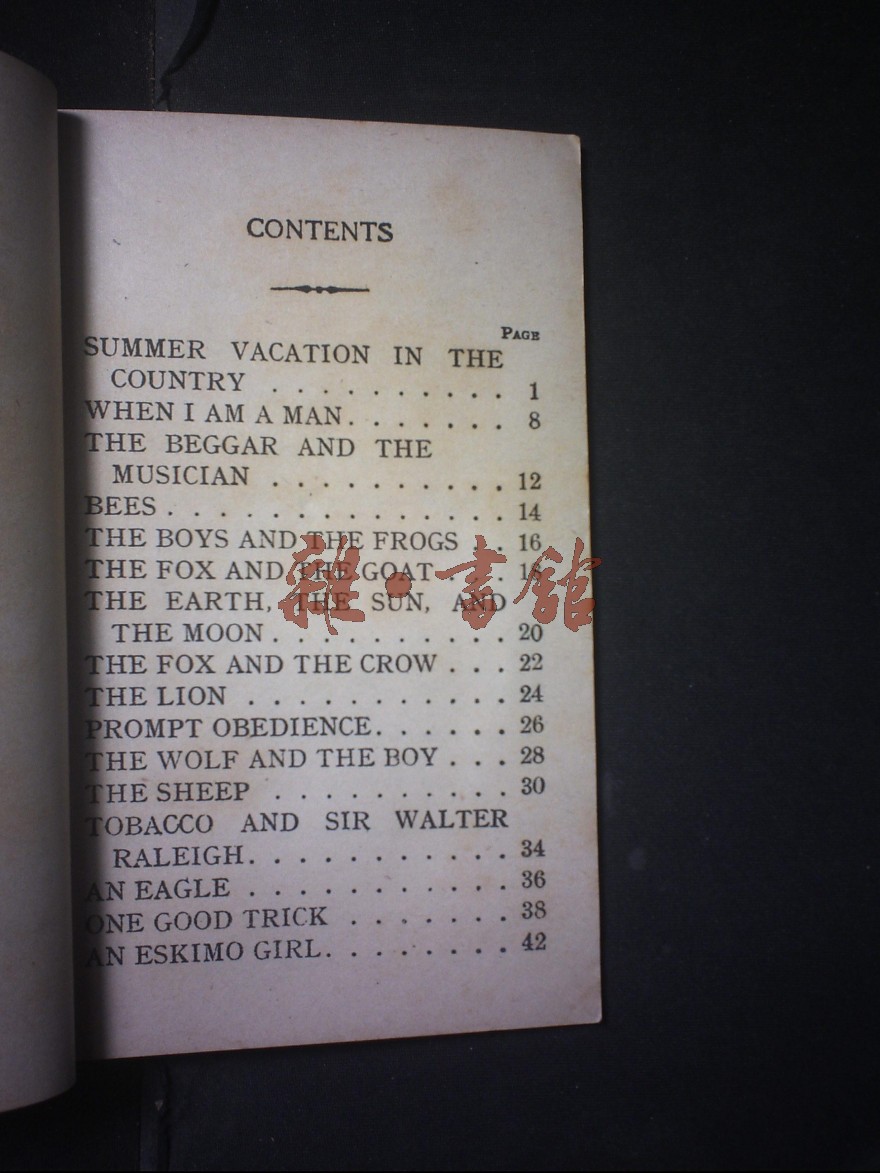 CONTENTS
PAGE
SUMMER VACATION IN THE
COUNTRY . . . . . . . . . . 1
WHEN I AM A MAN. . . . . . . 8
THE BEGGAR AND THE
MUSICIAN . . . . . . . . . . 12
BEES . . . . . . . . . . . . . . 14
THE BOYS AND THE FROGS . . 16
THE FOX AND THE GOAT . . . 18
THE EARTH, THE SUN, AND
THE MOON . . . . . . . . . . 20
THE FOX AND THE CROW . . . 22
THE LION . . . . . . . . . . . 24
PROMPT OBEDIENCE. . . . . . 26
THE WOLF AND THE BOY . . . 28
THE SHEEP . . . . . . . . . . 30
TOBACCO AND SIR WALTER
RALEIGH. . . . . . . . . . . 34
AN EAGLE . . . . . . . . . . . 36
ONE GOOD TRICK . . . . . . . 38
AN ESKIMO GIRL. . . . . . . . 42
雜·書館